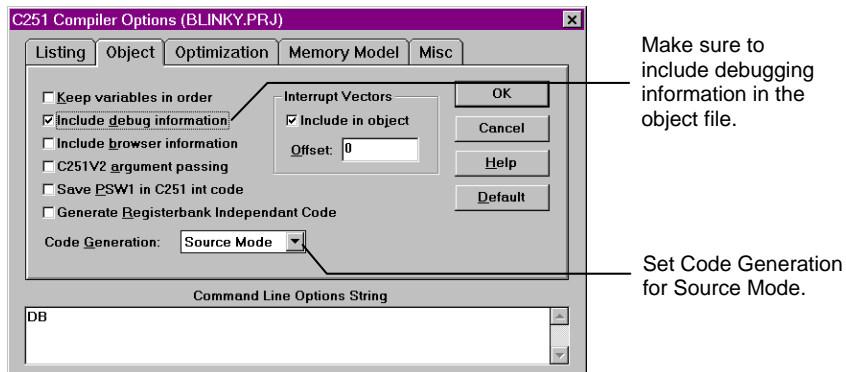 C251 Compiler Options (BLINKY.PRJ)
Listing
Object
Optimization
Memory Model
Misc
Keep variables in order
Include debug information
Include browser information
C251V2 argument passing
Save PSW1 in C251 int code
Generate Registerbank Independant Code
Code Generation:
Source Mode
Interrupt Vectors
Include in object
Offset:
0
OK
Cancel
Help
Default
Command Line Options String
DB
Make sure to
include debugging
information in the
object file.
Set Code Generation
for Source Mode.